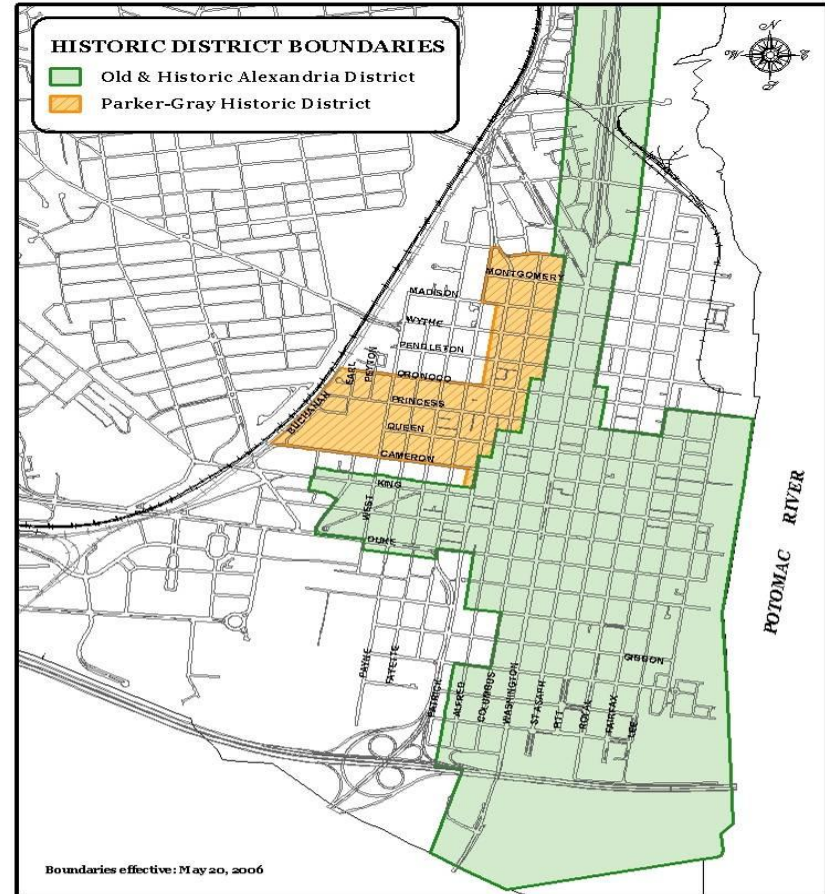 HISTORIC DISTRICT BOUNDARIES
Old & Historic Alexandria District
Parker-Gray Historic District
N
MONTGOMERY
MADISON
WYTHE
PENDLETON
EARL
PEYTON
ORONOCO
PRINCESS
BUCHANAN
QUEEN
CAMERON
KING
WEST
DUKE
POTOMAC RIVER
GIBBON
PAYNE
FAYETTE
PATRICK
ALFRED
COLUMBUS
WASHINGTON
ST ASAPH
PITT
ROYAL
FAIRFAX
LEE
Boundaries effective: May 20, 2006